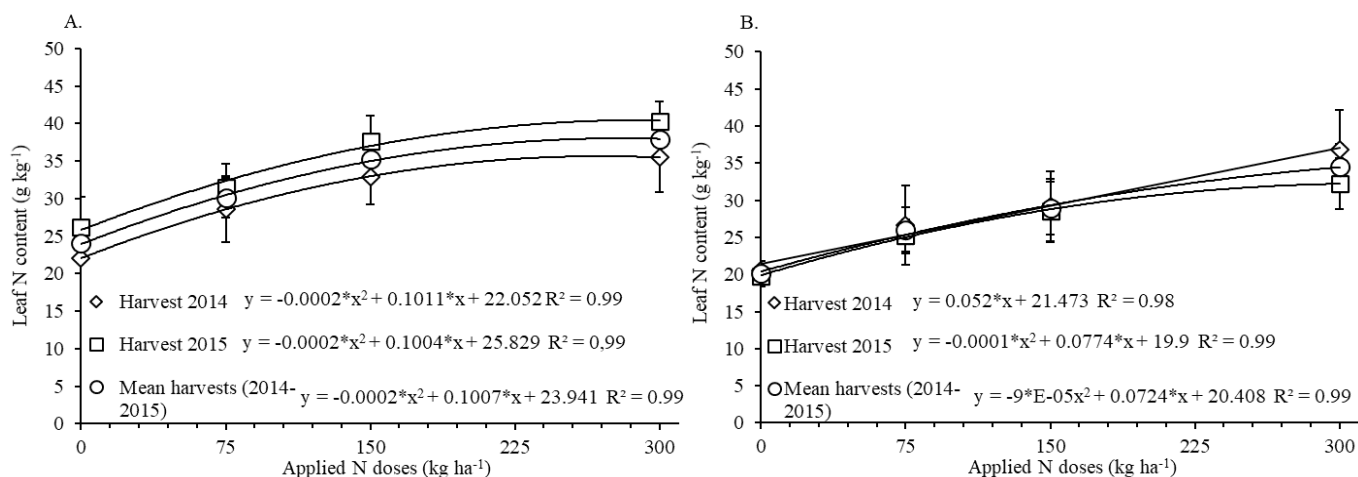 A.
50
45
40
35
30
25
20
15
10
5
0
Leaf N content (g kg⁻¹)
Harvest 2014 y = -0.0002*x² + 0.1011*x + 22.052 R² = 0.99
Harvest 2015 y = -0.0002*x² + 0.1004*x + 25.829 R² = 0,99
Mean harvests (2014-
2015) y = -0.0002*x² + 0.1007*x + 23.941 R² = 0.99
0 75 150 225 300
Applied N doses (kg ha⁻¹)
B.
50
45
40
35
30
25
20
15
10
5
0
Leaf N content (g kg⁻¹)
Harvest 2014 y = 0.052*x + 21.473 R² = 0.98
Harvest 2015 y = -0.0001*x² + 0.0774*x + 19.9 R² = 0.99
Mean harvests (2014-
2015) y = -9*E-05x² + 0.0724*x + 20.408 R² = 0.99
0 75 150 225 300
Applied N doses (kg ha⁻¹)